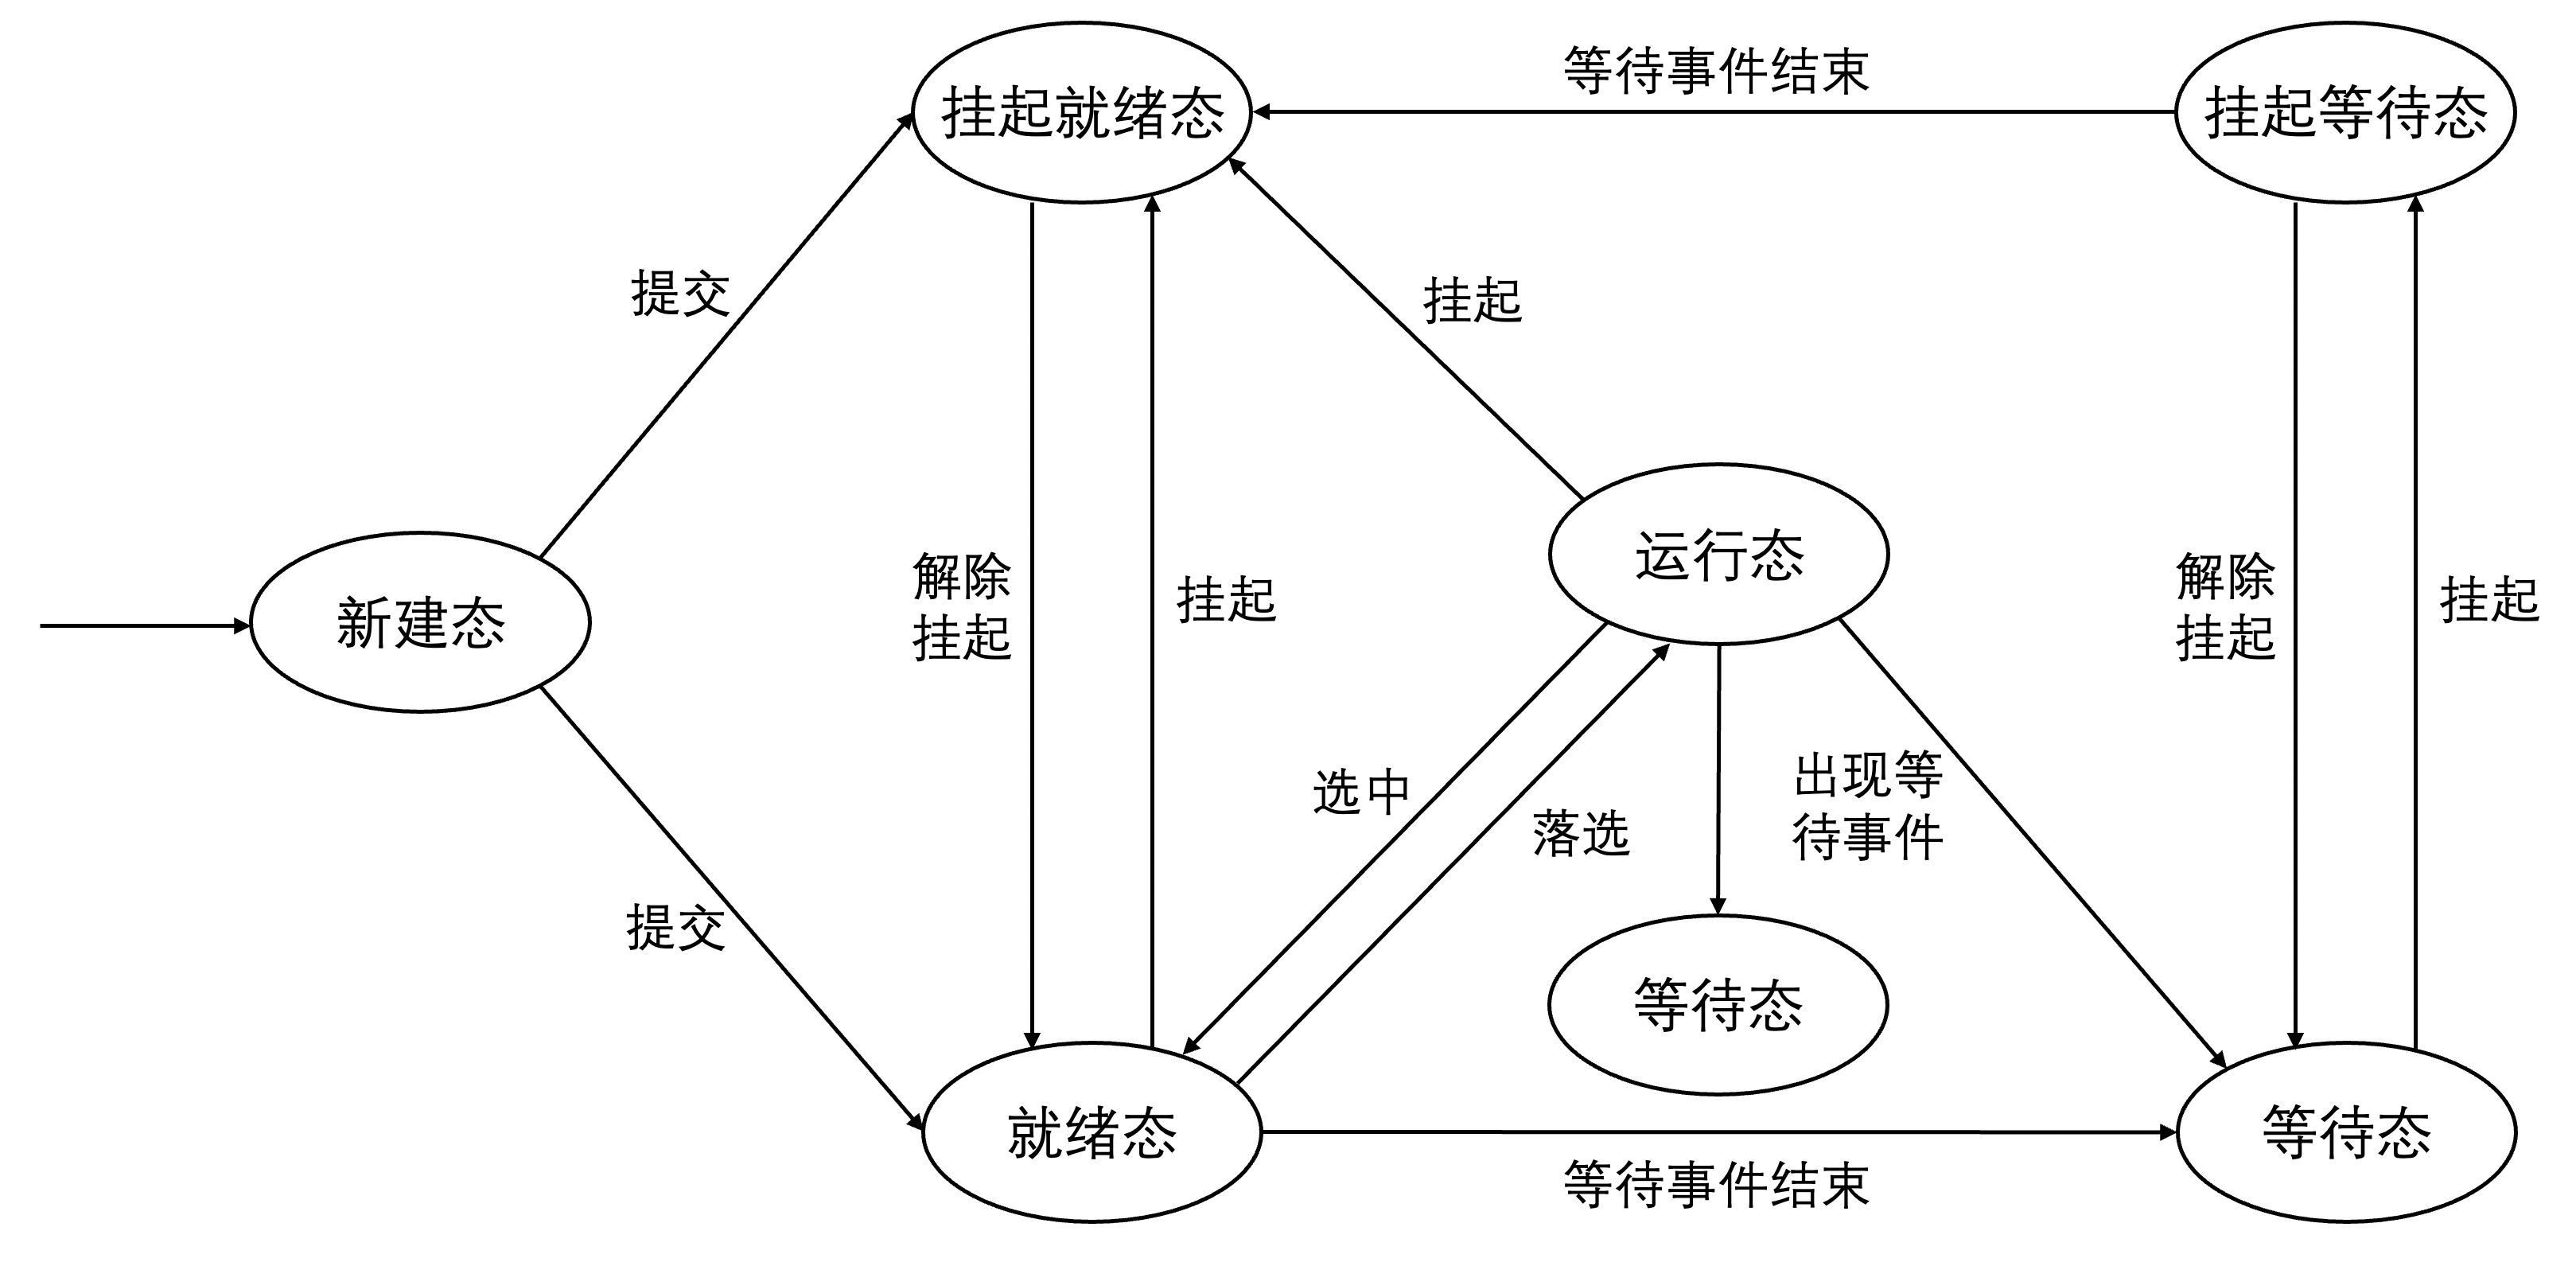 等待事件结束
挂起就绪态
挂起等待态
提交
挂起
解除
挂起
挂起
运行态
解除
挂起
挂起
新建态
选中
落选
出现等
待事件
提交
等待态
就绪态
等待态
等待事件结束